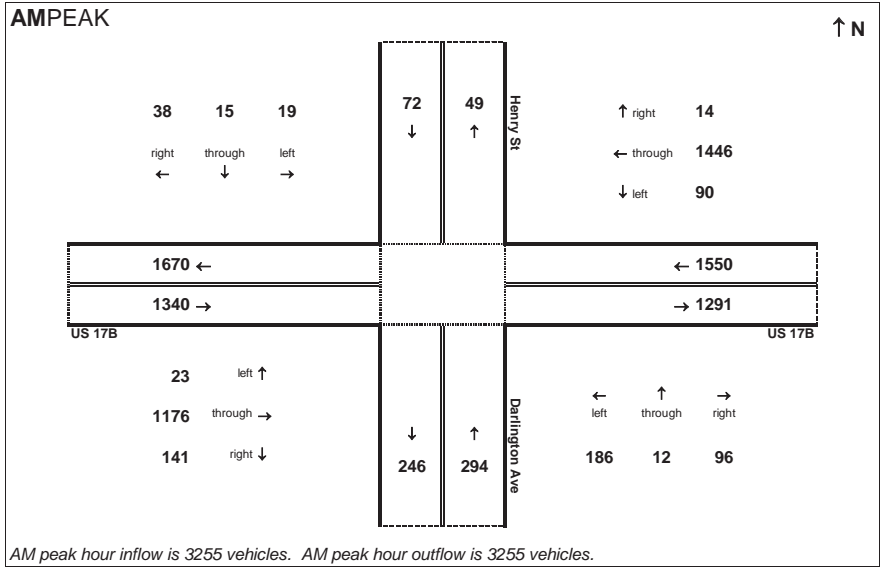 AMPEAK
↑ N
38 15 19
right through left
← ↓ →
72 49
↓ ↑
Henry St
↑ right 14
← through 1446
↓ left 90
1670 ←
← 1550
1340 →
→ 1291
US 17B
US 17B
23 left ↑
1176 through →
141 right ↓
↓ ↑
246 294
Darlington Ave
← ↑ →
left through right
186 12 96
AM peak hour inflow is 3255 vehicles. AM peak hour outflow is 3255 vehicles.